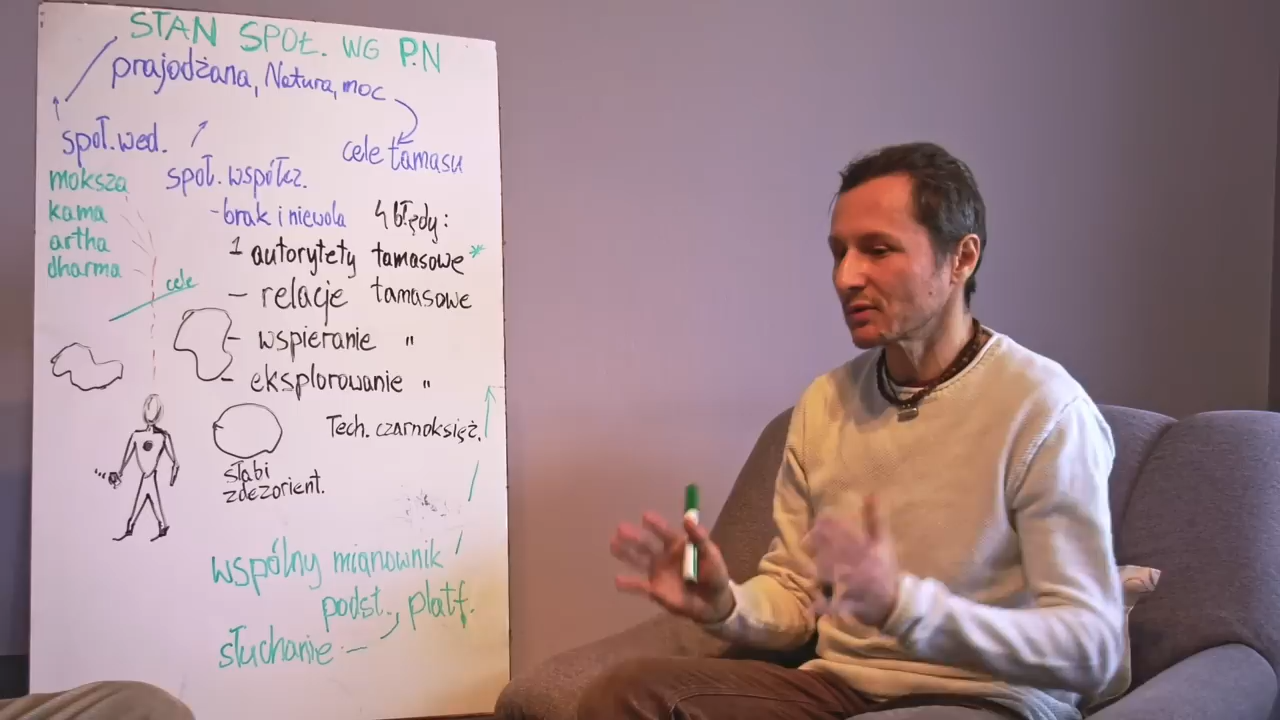 STAN SPOŁ. WG P.N
prajodżana, Natura, moc
społ. wed.
cele tamasu
moksza
społ. współcz.
kama
- brak i niewola
4 błędy:
artha
1 autorytety tamasowe *
dharma
cele
- relacje tamasowe
- wspieranie "
- eksplorowanie "
Tech. czarnoksięż.
słabi
zdezorient.
wspólny mianownik
podst., platf.
słuchanie -